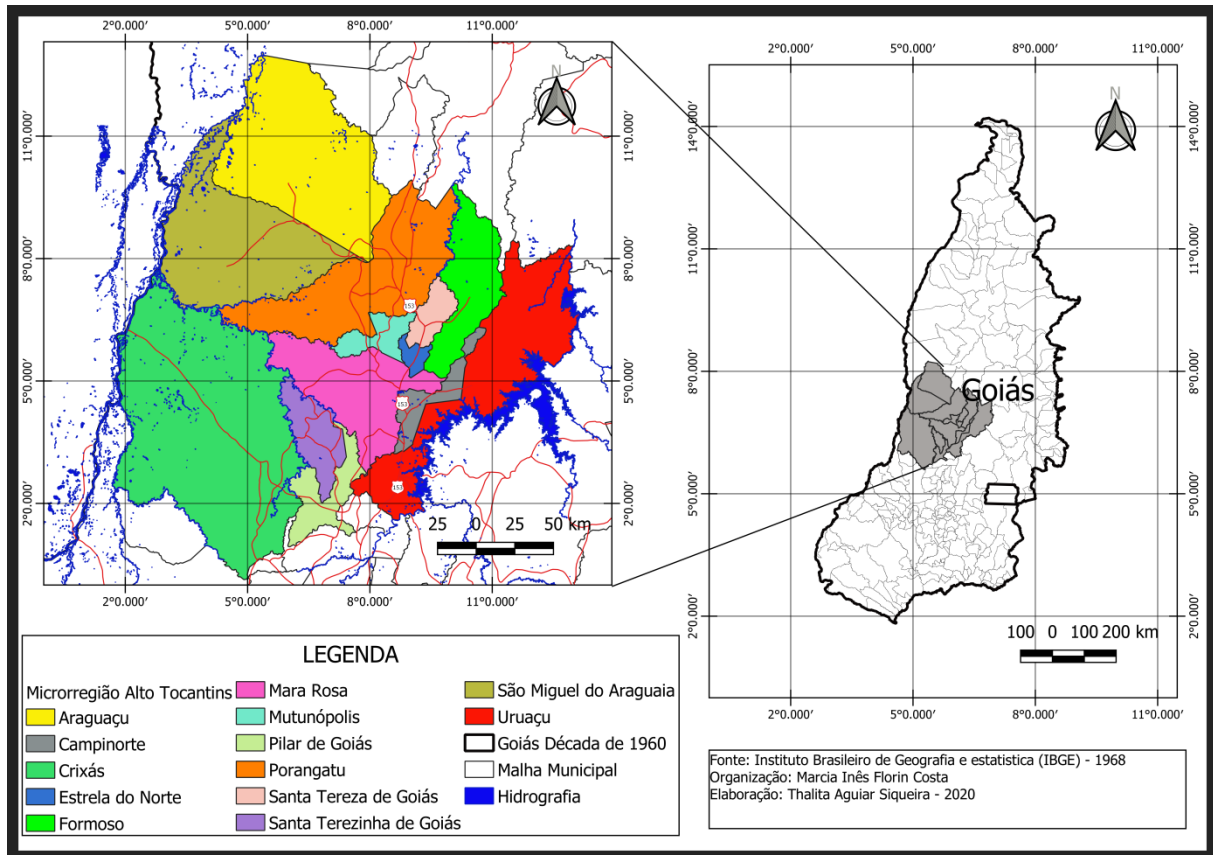 2°0.000' 5°0.000' 8°0.000' 11°0.000'
N
11°0.000' 11°0.000'
8°0.000' 8°0.000'
153
5°0.000' 5°0.000'
153
153
2°0.000' 2°0.000'
25 0 25 50 km
2°0.000' 5°0.000' 8°0.000' 11°0.000'
2°0.000' 5°0.000' 8°0.000' 11°0.000'
N
14°0.000' 14°0.000'
11°0.000' 11°0.000'
8°0.000' 8°0.000'
Goiás
5°0.000' 5°0.000'
2°0.000' 2°0.000'
100 0 100 200 km
2°0.000' 5°0.000' 8°0.000' 11°0.000'
LEGENDA
Microrregião Alto Tocantins
Araguaçu
Campinorte
Crixás
Estrela do Norte
Formoso
Mara Rosa
Mutunópolis
Pilar de Goiás
Porangatu
Santa Tereza de Goiás
Santa Terezinha de Goiás
São Miguel do Araguaia
Uruaçu
Goiás Década de 1960
Malha Municipal
Hidrografia
Fonte: Instituto Brasileiro de Geografia e estatistica (IBGE) - 1968
Organização: Marcia Inês Florin Costa
Elaboração: Thalita Aguiar Siqueira - 2020